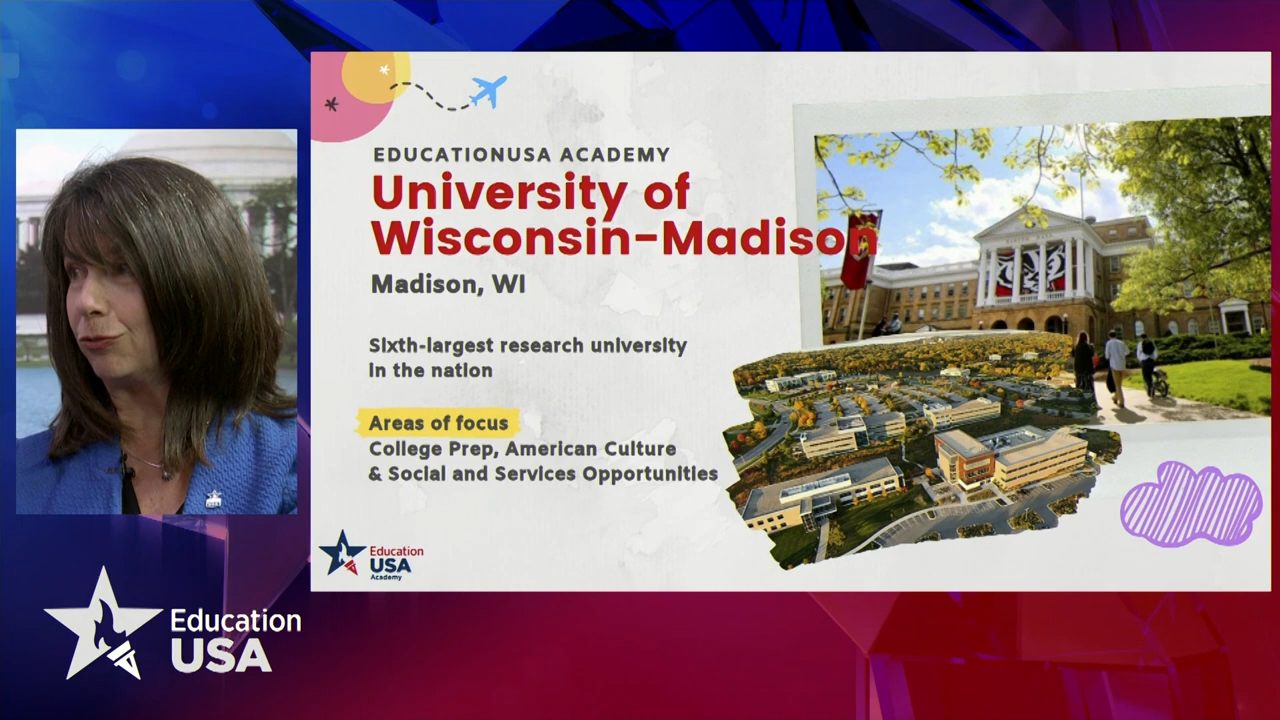 EDUCATIONUSA ACADEMY
University of
Wisconsin-Madison
Madison, WI
Sixth-largest research university
in the nation
Areas of focus
College Prep, American Culture
& Social and Services Opportunities
Education
USA
Academy
Education
USA